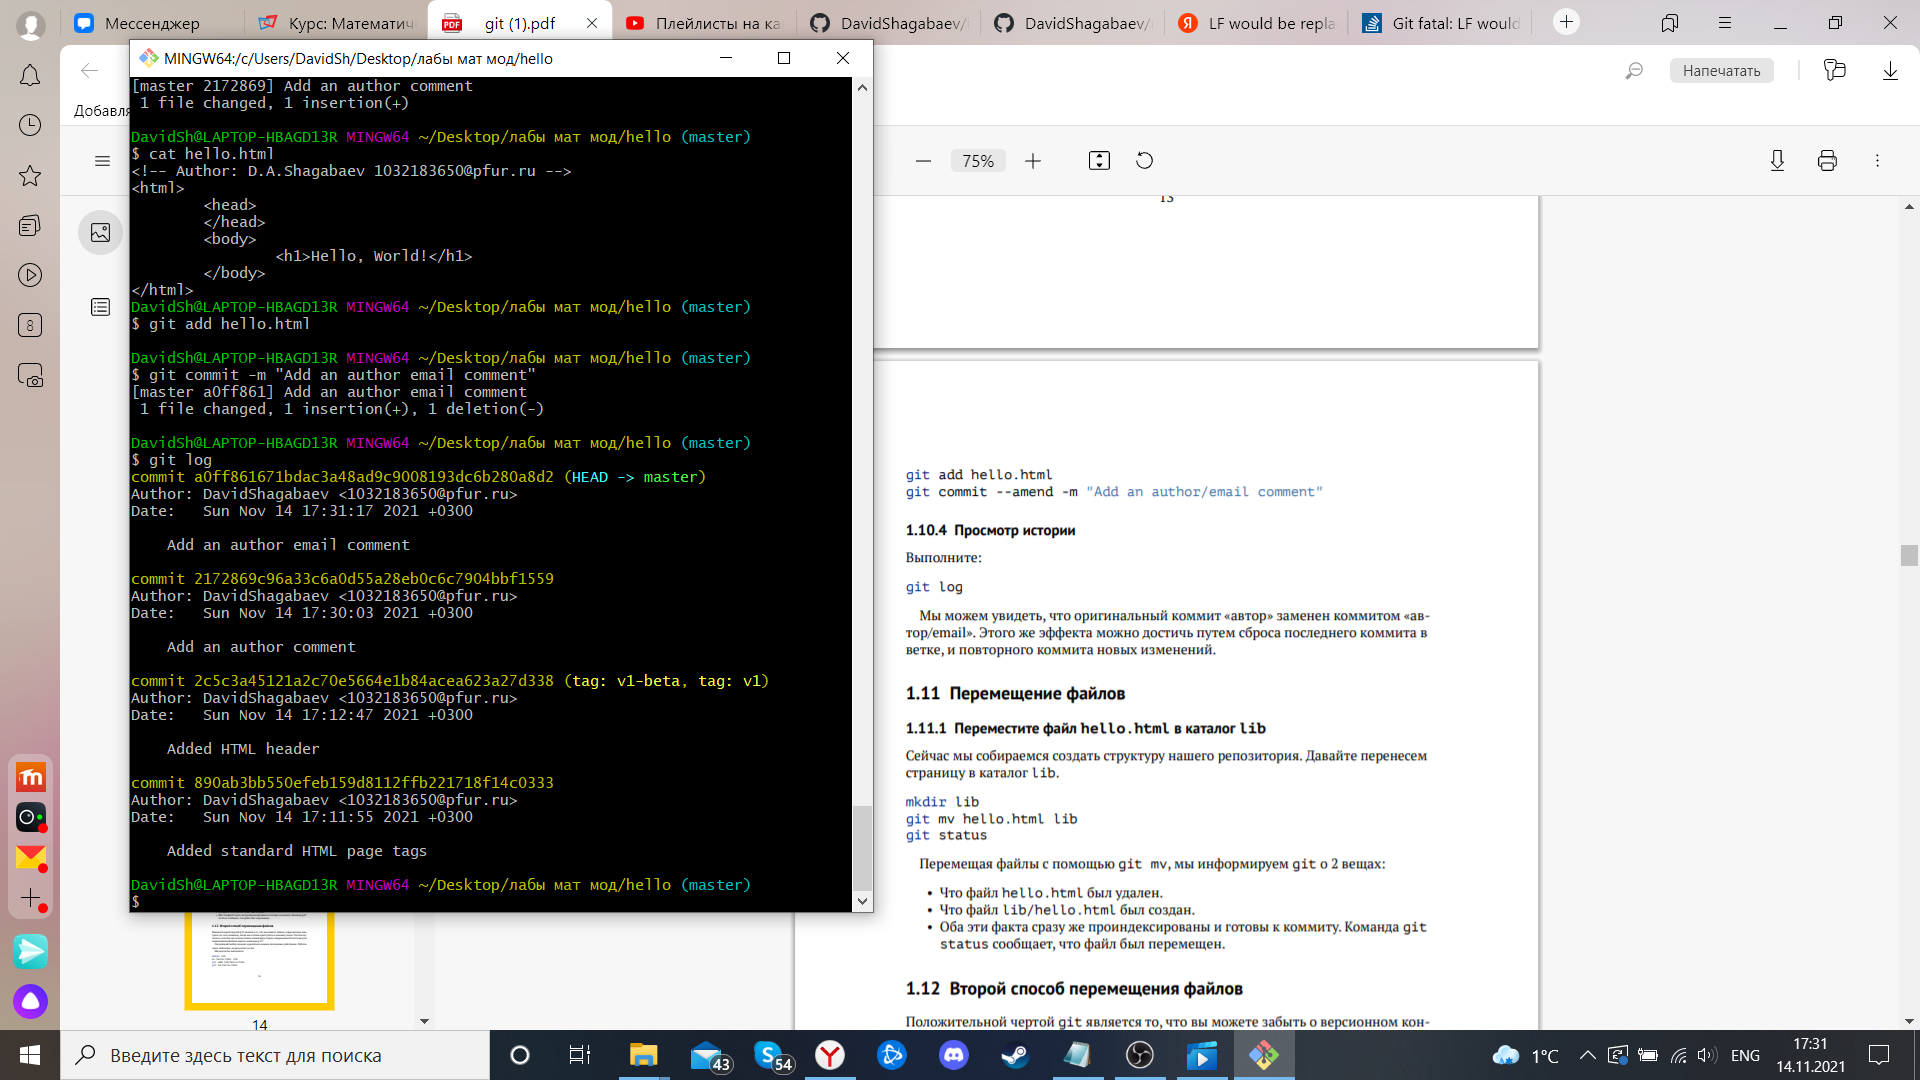 Мессенджер
Курс: Математич
git (1).pdf
Плейлисты на ка
DavidShagabaev/
DavidShagabaev/
LF would be repla
Git fatal: LF would
MINGW64:/c/Users/DavidSh/Desktop/лабы мат мод/hello
Напечатать
Добавля
75%
[master 2172869] Add an author comment
1 file changed, 1 insertion(+)
DavidSh@LAPTOP-HBAGD13R MINGW64 ~/Desktop/лабы мат мод/hello (master)
$ cat hello.html
<!-- Author: D.A.Shagabaev 1032183650@pfur.ru -->
<html>
<head>
</head>
<body>
<h1>Hello, World!</h1>
</body>
</html>
DavidSh@LAPTOP-HBAGD13R MINGW64 ~/Desktop/лабы мат мод/hello (master)
$ git add hello.html
DavidSh@LAPTOP-HBAGD13R MINGW64 ~/Desktop/лабы мат мод/hello (master)
$ git commit -m "Add an author email comment"
[master a0ff861] Add an author email comment
1 file changed, 1 insertion(+), 1 deletion(-)
DavidSh@LAPTOP-HBAGD13R MINGW64 ~/Desktop/лабы мат мод/hello (master)
$ git log
commit a0ff861671bdac3a48ad9c9008193dc6b280a8d2 (HEAD -> master)
Author: DavidShagabaev <1032183650@pfur.ru>
Date: Sun Nov 14 17:31:17 2021 +0300
Add an author email comment
commit 2172869c96a33c6a0d55a28eb0c6c7904bbf1559
Author: DavidShagabaev <1032183650@pfur.ru>
Date: Sun Nov 14 17:30:03 2021 +0300
Add an author comment
commit 2c5c3a45121a2c70e5664e1b84acea623a27d338 (tag: v1-beta, tag: v1)
Author: DavidShagabaev <1032183650@pfur.ru>
Date: Sun Nov 14 17:12:47 2021 +0300
Added HTML header
commit 890ab3bb550efeb159d8112ffb221718f14c0333
Author: DavidShagabaev <1032183650@pfur.ru>
Date: Sun Nov 14 17:11:55 2021 +0300
Added standard HTML page tags
DavidSh@LAPTOP-HBAGD13R MINGW64 ~/Desktop/лабы мат мод/hello (master)
$
13
git add hello.html
git commit --amend -m "Add an author/email comment"
1.10.4 Просмотр истории
Выполните:
git log
Мы можем увидеть, что оригинальный коммит «автор» заменен коммитом «ав-
тор/email». Этого же эффекта можно достичь путем сброса последнего коммита в
ветке, и повторного коммита новых изменений.
1.11 Перемещение файлов
1.11.1 Переместите файл hello.html в каталог lib
Сейчас мы собираемся создать структуру нашего репозитория. Давайте перенесем
страницу в каталог lib.
mkdir lib
git mv hello.html lib
git status
Перемещая файлы с помощью git mv, мы информируем git о 2 вещах:
• Что файл hello.html был удален.
• Что файл lib/hello.html был создан.
• Оба эти факта сразу же проиндексированы и готовы к коммиту. Команда git
status сообщает, что файл был перемещен.
1.12 Второй способ перемещения файлов
Положительной чертой git является то, что вы можете забыть о версионном кон-
14
8
Введите здесь текст для поиска
43
54
1°C
ENG
17:31
14.11.2021